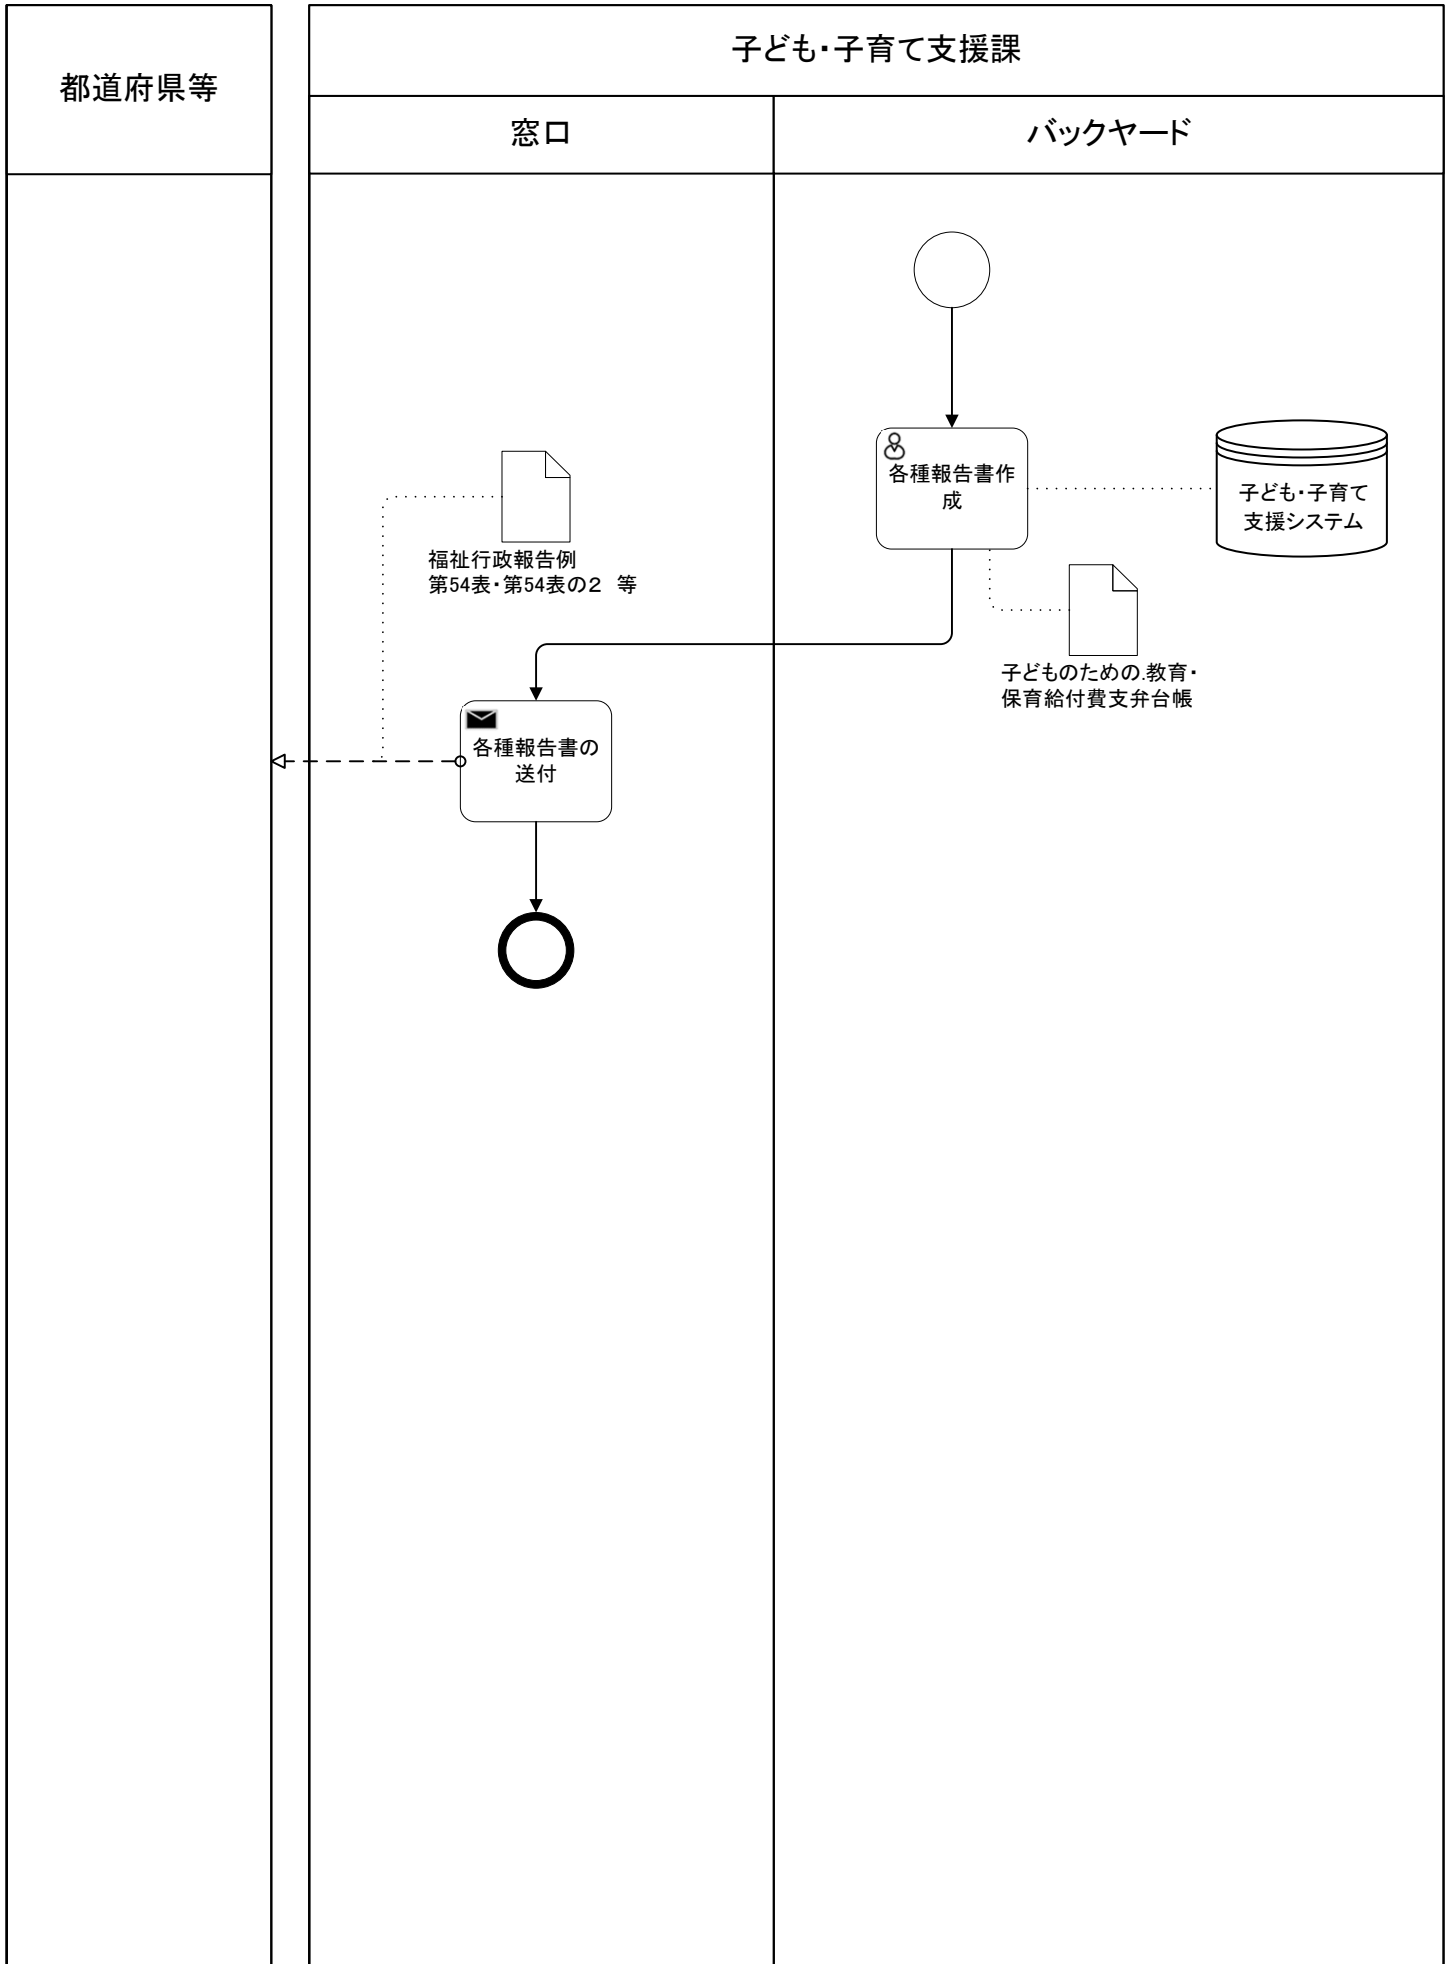 都道府県等
子ども・子育て支援課
窓口
バックヤード
各種報告書作
成
子ども・子育て
支援システム
福祉行政報告例
第54表・第54表の２　等
子どものための.教育・
保育給付費支弁台帳
各種報告書の
送付